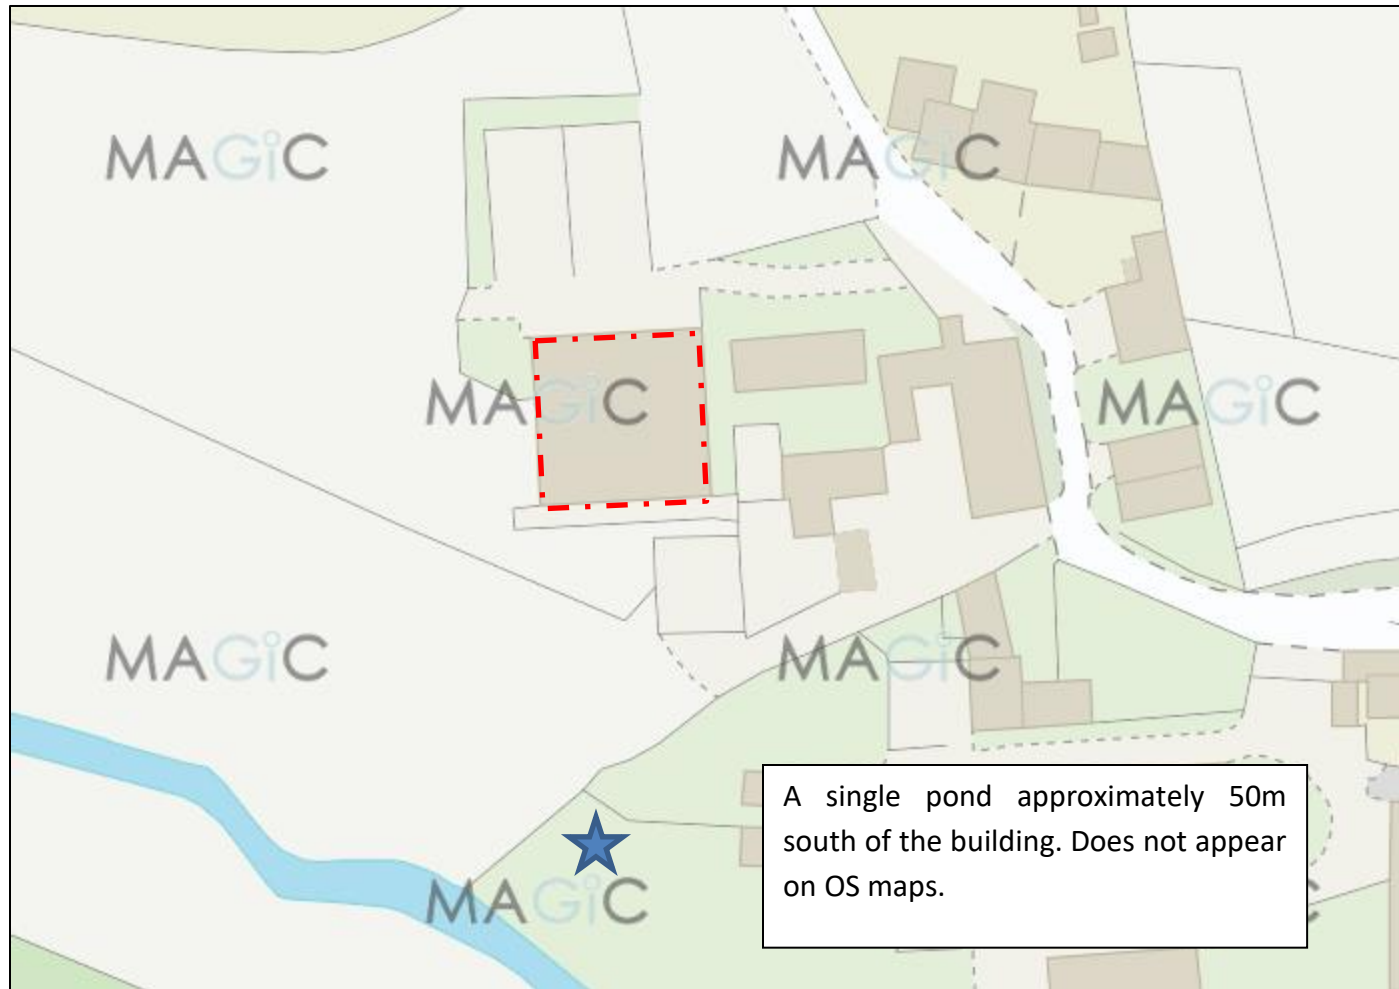 MAGiC MAGiC
MAGiC MAGiC
MAGiC MAGiC
A single pond approximately 50m
south of the building. Does not appear
on OS maps.
MAGiC